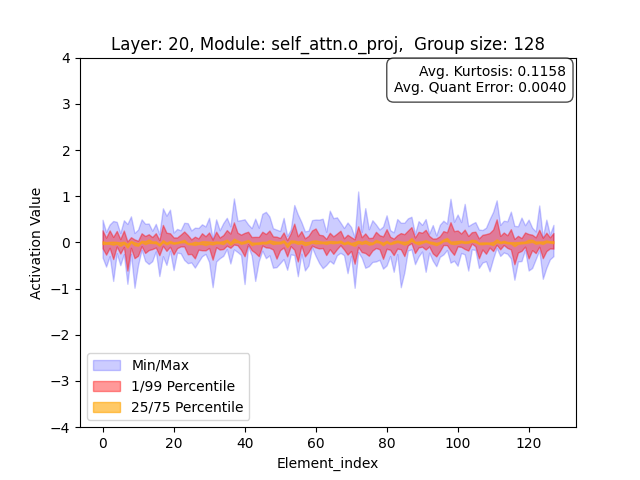 Layer: 20, Module: self_attn.o_proj,  Group size: 128
Avg. Kurtosis: 0.1158
Avg. Quant Error: 0.0040
4
3
2
1
0
−1
−2
−3
−4
Activation Value
Min/Max
1/99 Percentile
25/75 Percentile
0 20 40 60 80 100 120
Element_index